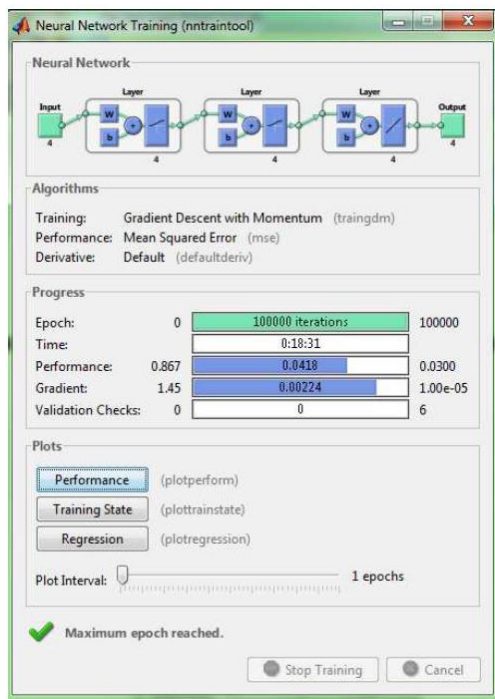 Neural Network Training (nntraintool)
Neural Network
Layer Layer Layer
Input W W W Output
b b b
4 4
4 4 4
Algorithms
Training: Gradient Descent with Momentum (traingdm)
Performance: Mean Squared Error (mse)
Derivative: Default (defaultderiv)
Progress
Epoch: 0 100000 iterations 100000
Time: 0:18:31
Performance: 0.867 0.0418 0.0300
Gradient: 1.45 0.00224 1.00e-05
Validation Checks: 0 0 6
Plots
Performance (plotperform)
Training State (plottrainstate)
Regression (plotregression)
Plot Interval: 1 epochs
Maximum epoch reached.
Stop Training Cancel